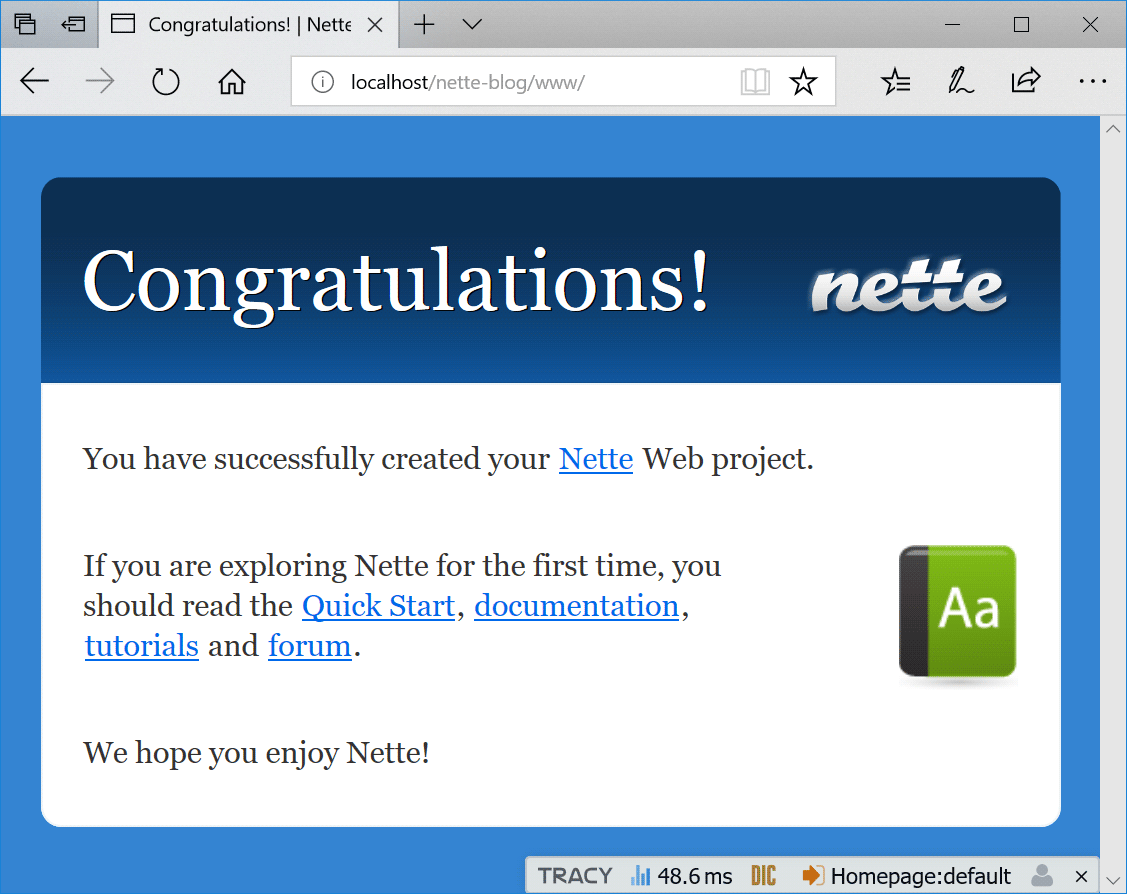 Congratulations! | Nette
localhost/nette-blog/www/
Congratulations!
nette
You have successfully created your Nette Web project.
If you are exploring Nette for the first time, you
should read the Quick Start, documentation,
tutorials and forum.
Aa
We hope you enjoy Nette!
TRACY 48.6 ms DIC Homepage:default ×